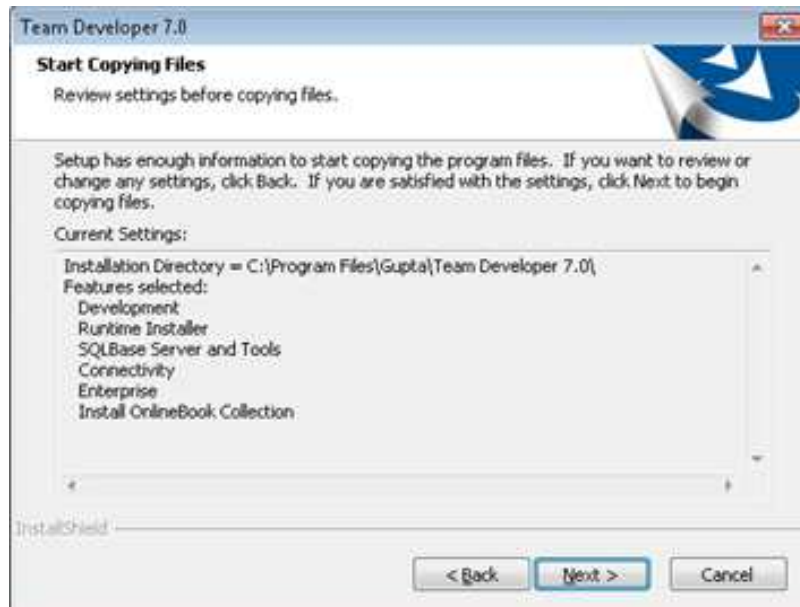 Team Developer 7.0
Start Copying Files
Review settings before copying files.
Setup has enough information to start copying the program files. If you want to review or
change any settings, click Back. If you are satisfied with the settings, click Next to begin
copying files.
Current Settings:
Installation Directory = C:\Program Files\Gupta\Team Developer 7.0\
Features selected:
Development
Runtime Installer
SQLBase Server and Tools
Connectivity
Enterprise
Install OnlineBook Collection
InstallShield
< Back
Next >
Cancel